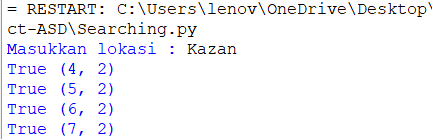 = RESTART: C:\Users\lenov\OneDrive\Desktop\
ct-ASD\Searching.py
Masukkan lokasi : Kazan
True (4, 2)
True (5, 2)
True (6, 2)
True (7, 2)